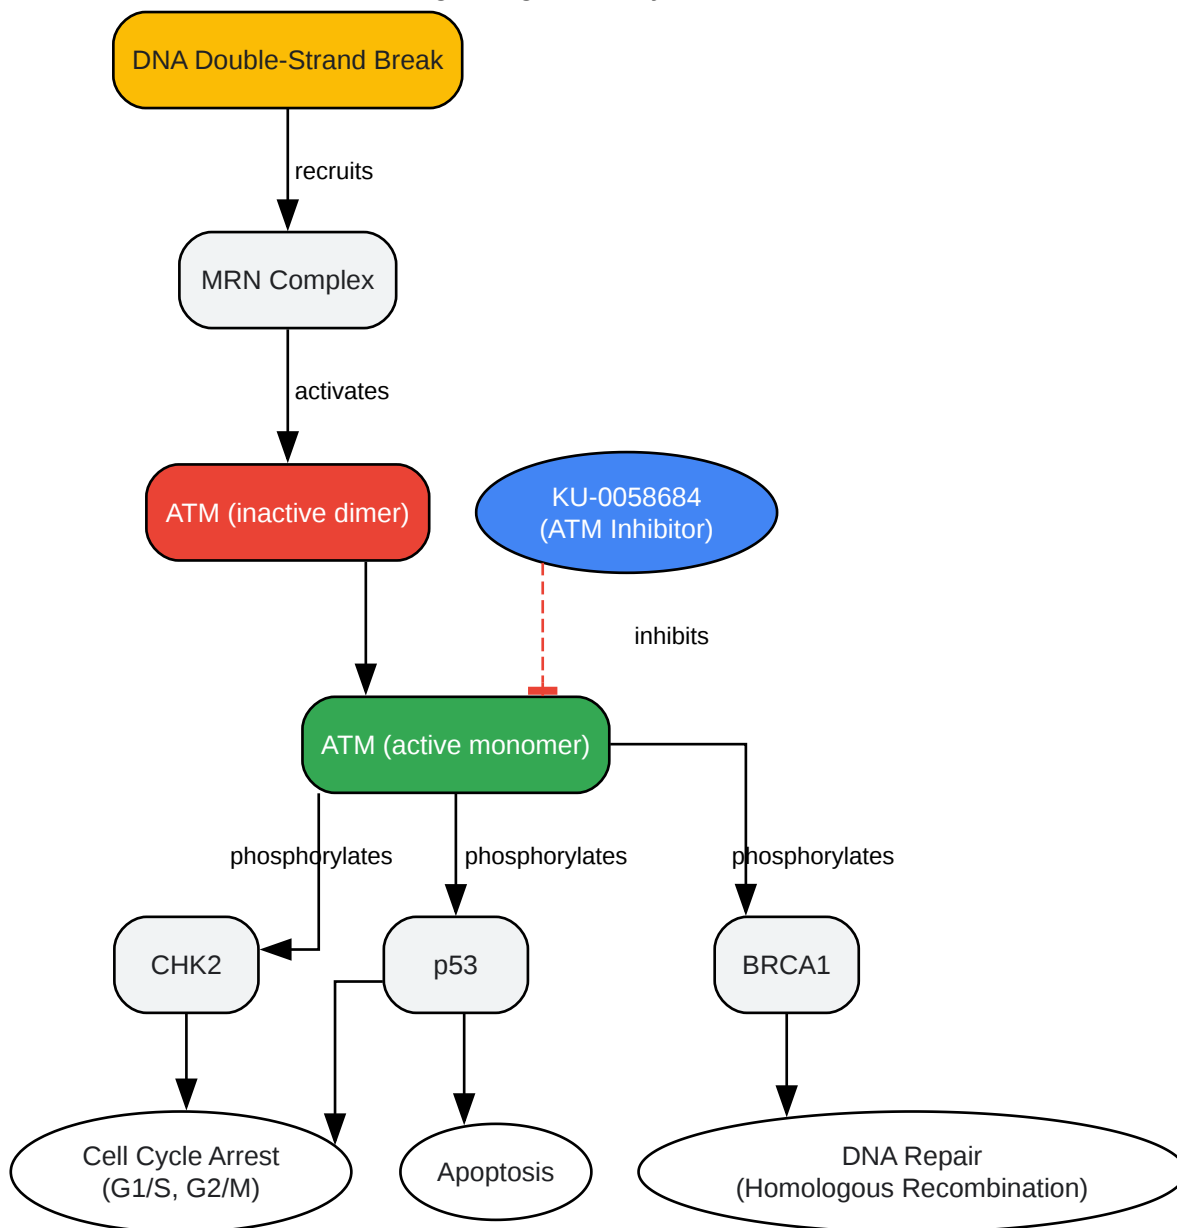 DNA Double-Strand Break
recruits
MRN Complex
activates
ATM (inactive dimer)
KU-0058684
(ATM Inhibitor)
inhibits
ATM (active monomer)
phosphorylates
phosphorylates
phosphorylates
CHK2
p53
BRCA1
Cell Cycle Arrest
(G1/S, G2/M)
Apoptosis
DNA Repair
(Homologous Recombination)